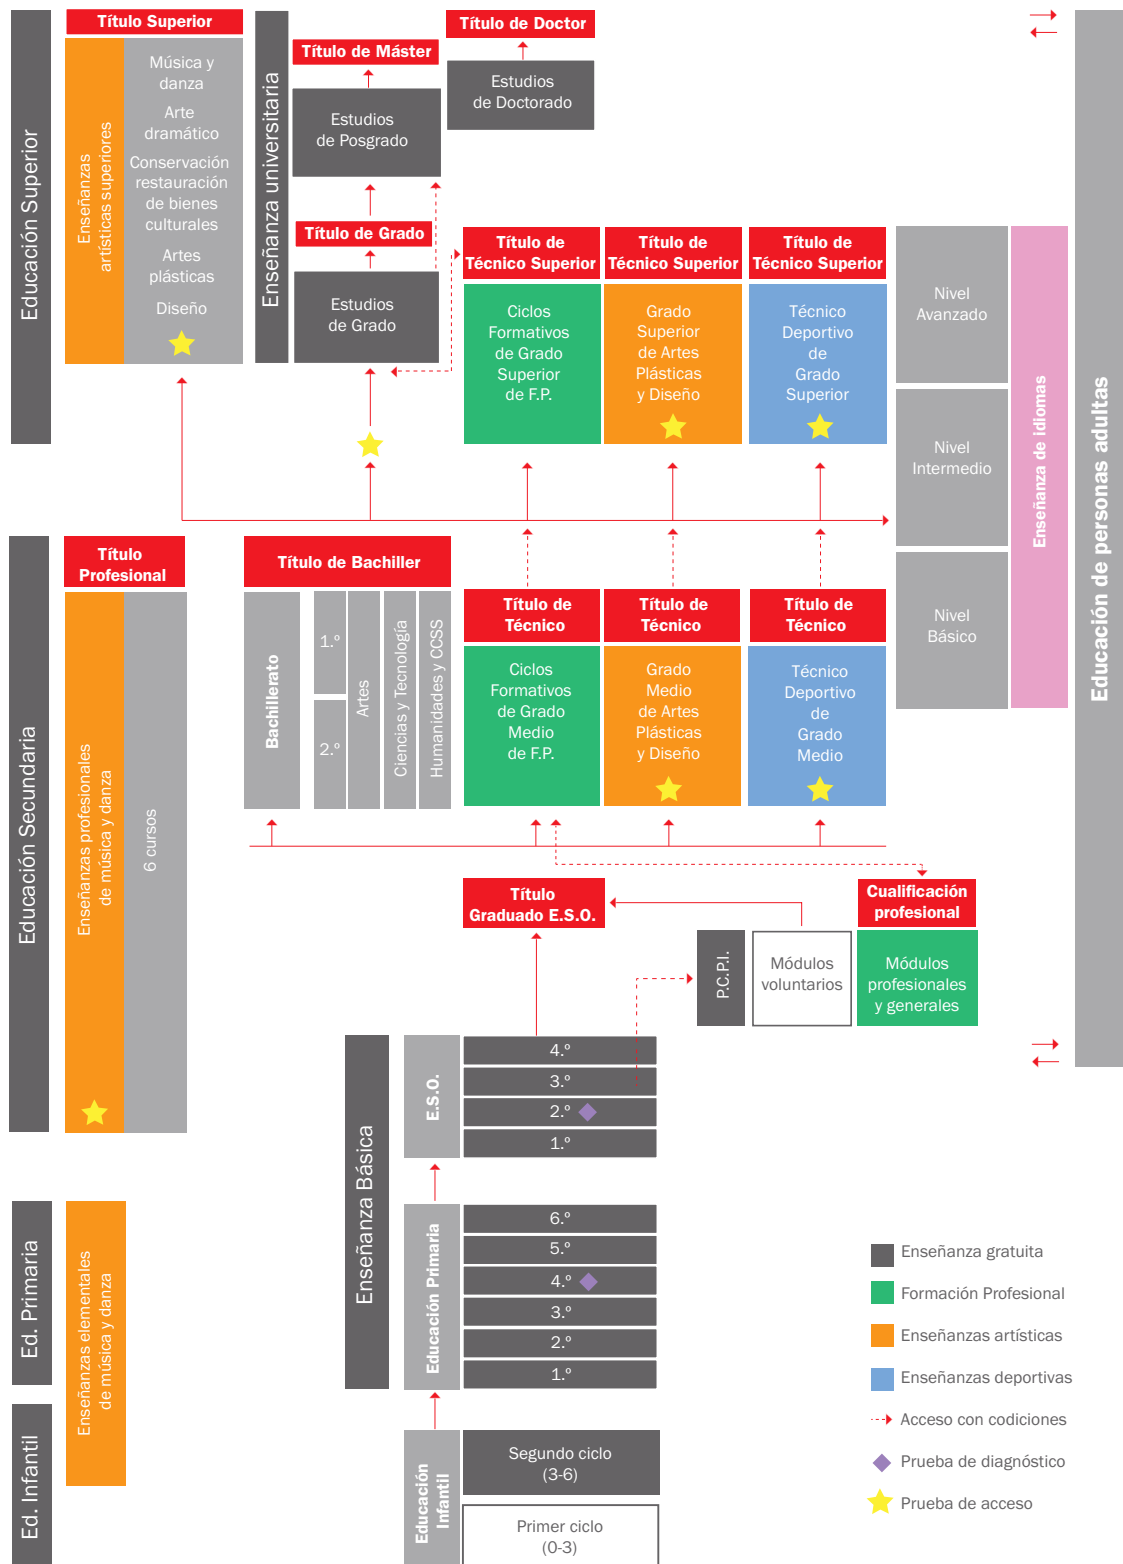 Educación Superior
Título Superior
Enseñanzas
artísticas superiores
Música y
danza
Arte
dramático
Conservación
restauración
de bienes
culturales
Artes
plásticas
Diseño
Enseñanza universitaria
Título de Máster
Estudios
de Posgrado
Título de Grado
Estudios
de Grado
Título de Doctor
Estudios
de Doctorado
Título de
Técnico Superior
Ciclos
Formativos
de Grado
Superior
de F.P.
Título de
Técnico Superior
Grado
Superior
de Artes
Plásticas
y Diseño
Título de
Técnico Superior
Técnico
Deportivo
de
Grado
Superior
Nivel
Avanzado
Nivel
Intermedio
Nivel
Básico
Enseñanza de idiomas
Educación de personas adultas
Educación Secundaria
Título
Profesional
Enseñanzas profesionales
de música y danza
6 cursos
Título de Bachiller
Bachillerato
1.º
2.º
Artes
Ciencias y Tecnología
Humanidades y CCSS
Título de
Técnico
Ciclos
Formativos
de Grado
Medio
de F.P.
Título de
Técnico
Grado
Medio
de Artes
Plásticas
y Diseño
Título de
Técnico
Técnico
Deportivo
de
Grado
Medio
Título
Graduado E.S.O.
P.C.P.I.
Módulos
voluntarios
Cualificación
profesional
Módulos
profesionales
y generales
Enseñanza Básica
E.S.O.
4.º
3.º
2.º
1.º
Ed. Primaria
Enseñanzas elementales
de música y danza
Educación Primaria
6.º
5.º
4.º
3.º
2.º
1.º
Ed. Infantil
Educación
Infantil
Segundo ciclo
(3-6)
Primer ciclo
(0-3)
Enseñanza gratuita
Formación Profesional
Enseñanzas artísticas
Enseñanzas deportivas
Acceso con codiciones
Prueba de diagnóstico
Prueba de acceso